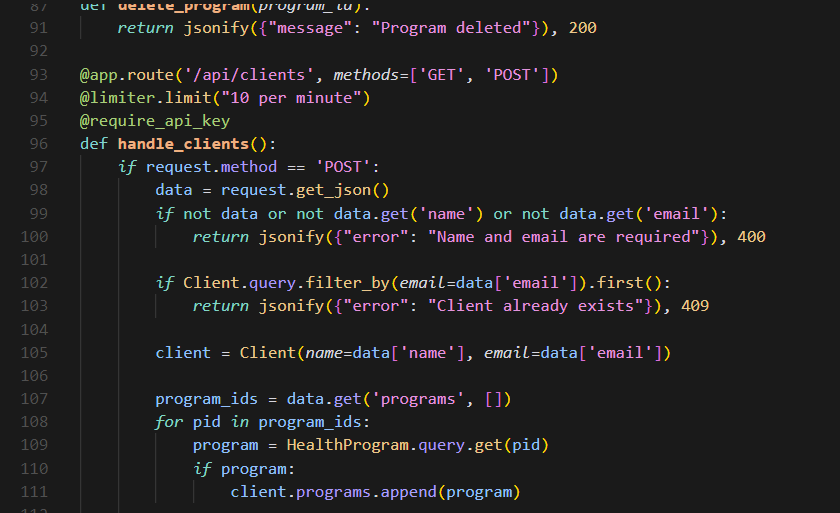 87 def delete_program(program_id):
91 return jsonify({"message": "Program deleted"}), 200
92
93 @app.route('/api/clients', methods=['GET', 'POST'])
94 @limiter.limit("10 per minute")
95 @require_api_key
96 def handle_clients():
97 if request.method == 'POST':
98 data = request.get_json()
99 if not data or not data.get('name') or not data.get('email'):
100 return jsonify({"error": "Name and email are required"}), 400
101
102 if Client.query.filter_by(email=data['email']).first():
103 return jsonify({"error": "Client already exists"}), 409
104
105 client = Client(name=data['name'], email=data['email'])
106
107 program_ids = data.get('programs', [])
108 for pid in program_ids:
109 program = HealthProgram.query.get(pid)
110 if program:
111 client.programs.append(program)